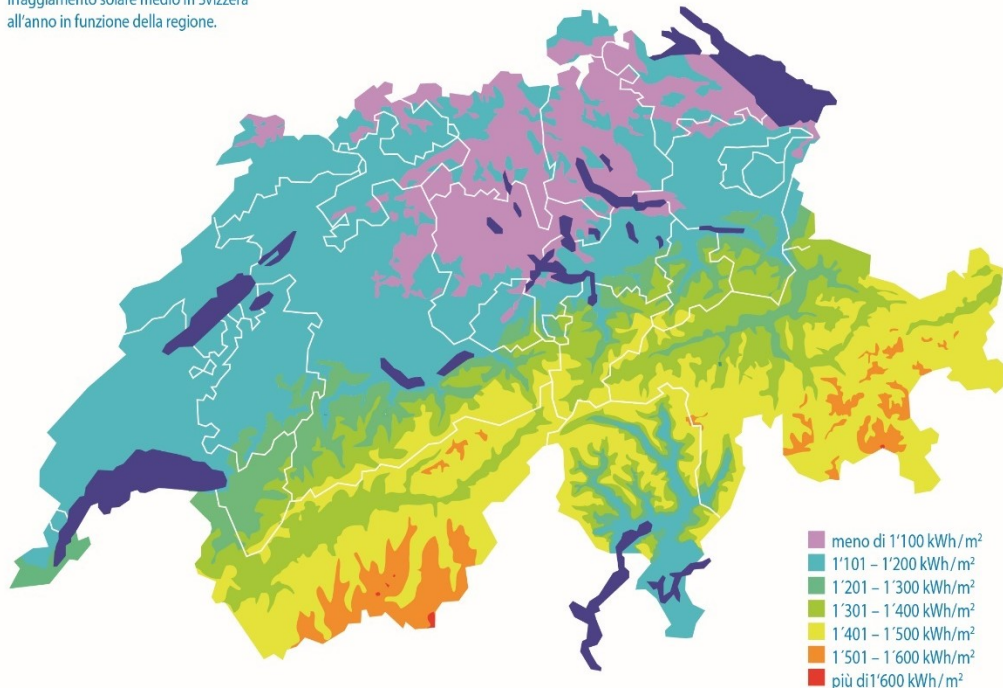 Irraggiamento solare medio in Svizzera
all'anno in funzione della regione.
meno di 1'100 kWh/m²
1'101 – 1'200 kWh/m²
1´201 – 1´300 kWh/m²
1´301 – 1´400 kWh/m²
1´401 – 1´500 kWh/m²
1´501 – 1´600 kWh/m²
più di1'600 kWh/m²